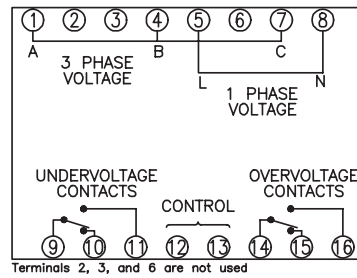 1 2 3 4 5 6 7 8
A B C
3 PHASE
VOLTAGE
L N
1 PHASE
VOLTAGE
UNDERVOLTAGE
CONTACTS
CONTROL
OVERVOLTAGE
CONTACTS
9 10 11 12 13 14 15 16
Terminals 2, 3, and 6 are not used